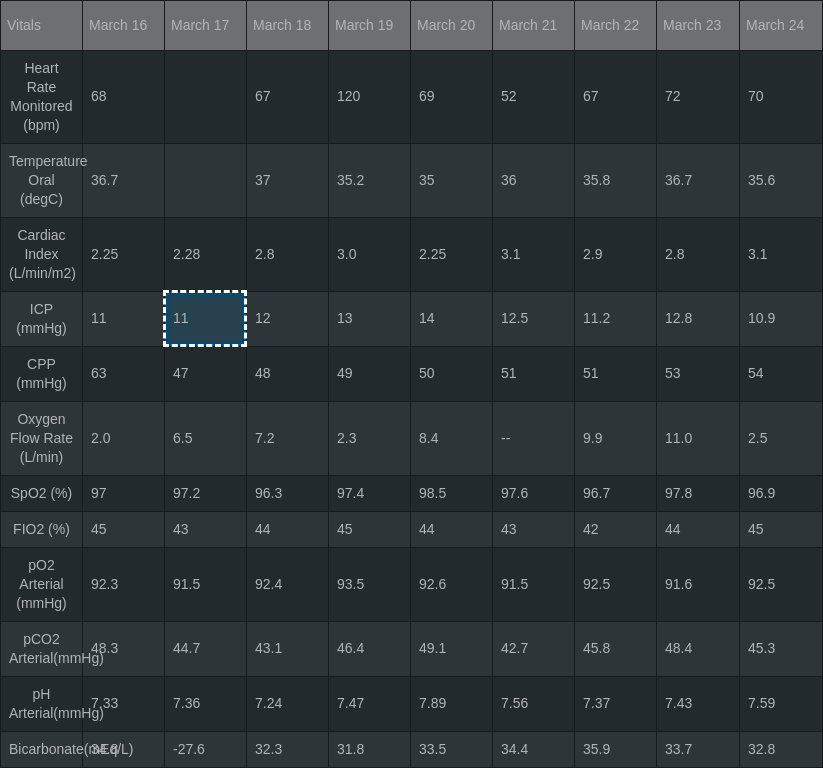 Vitals March 16 March 17 March 18 March 19 March 20 March 21 March 22 March 23 March 24
Heart
Rate
Monitored
(bpm)
68 67 120 69 52 67 72 70
Temperature
Oral
(degC)
36.7 37 35.2 35 36 35.8 36.7 35.6
Cardiac
Index
(L/min/m2)
2.25 2.28 2.8 3.0 2.25 3.1 2.9 2.8 3.1
ICP
(mmHg)
11 11 12 13 14 12.5 11.2 12.8 10.9
CPP
(mmHg)
63 47 48 49 50 51 51 53 54
Oxygen
Flow Rate
(L/min)
2.0 6.5 7.2 2.3 8.4 -- 9.9 11.0 2.5
SpO2 (%) 97 97.2 96.3 97.4 98.5 97.6 96.7 97.8 96.9
FIO2 (%) 45 43 44 45 44 43 42 44 45
pO2
Arterial
(mmHg)
92.3 91.5 92.4 93.5 92.6 91.5 92.5 91.6 92.5
pCO2
Arterial(mmHg)
48.3 44.7 43.1 46.4 49.1 42.7 45.8 48.4 45.3
pH
Arterial(mmHg)
7.33 7.36 7.24 7.47 7.89 7.56 7.37 7.43 7.59
Bicarbonate(mEq/L) -27.6 32.3 31.8 33.5 34.4 35.9 33.7 32.8